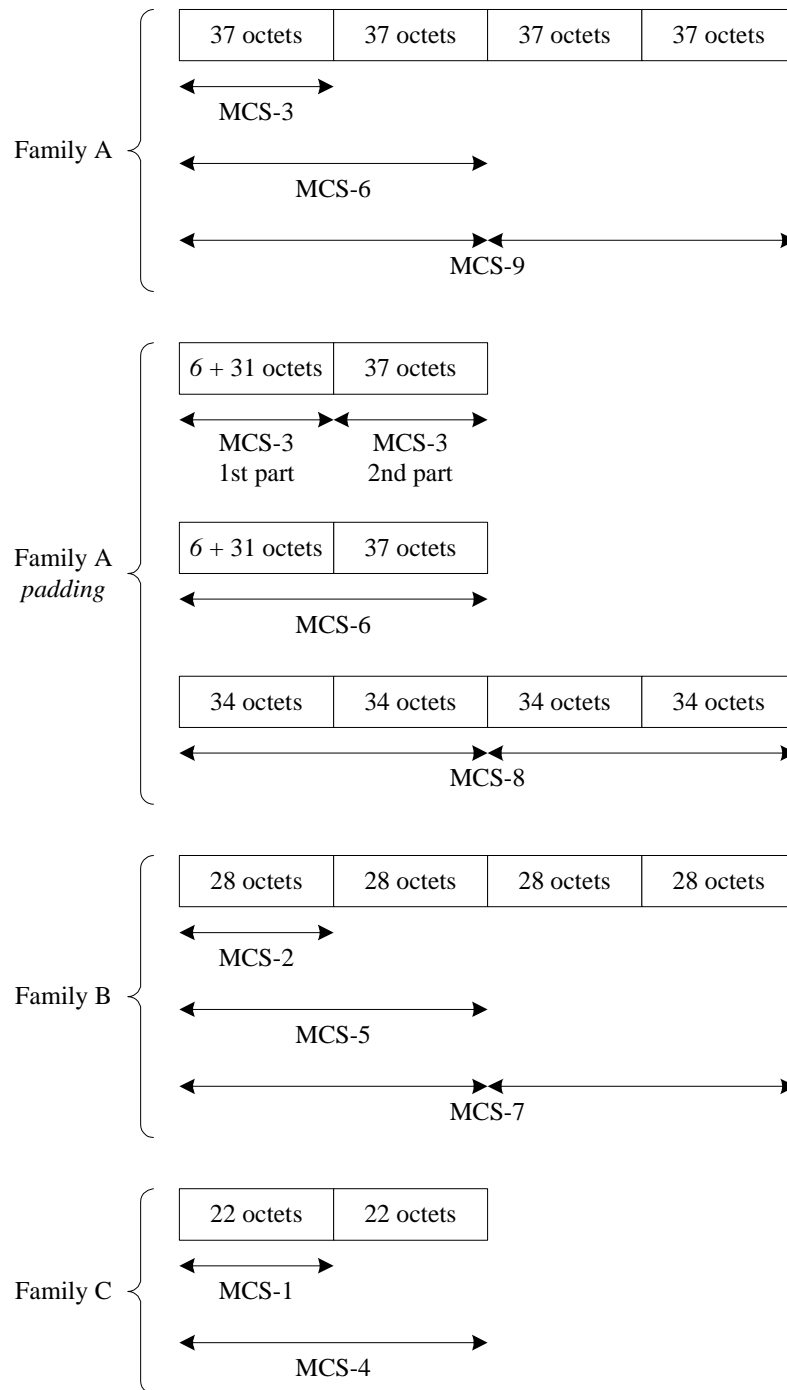 37 octets 37 octets 37 octets 37 octets
MCS-3
Family A
MCS-6
MCS-9
6 + 31 octets 37 octets
MCS-3 MCS-3
1st part 2nd part
6 + 31 octets 37 octets
Family A
padding
MCS-6
34 octets 34 octets 34 octets 34 octets
MCS-8
28 octets 28 octets 28 octets 28 octets
MCS-2
Family B
MCS-5
MCS-7
22 octets 22 octets
Family C
MCS-1
MCS-4